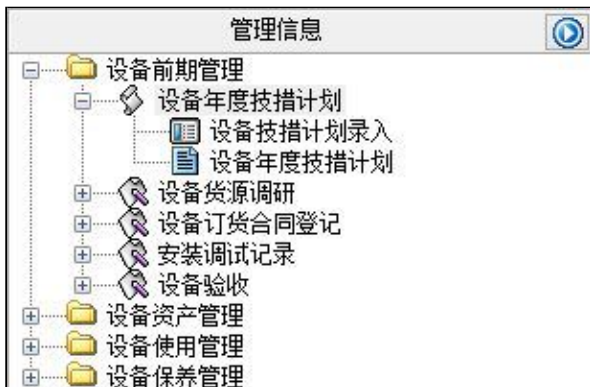 管理信息
设备前期管理
设备年度技措计划
设备技措计划录入
设备年度技措计划
设备货源调研
设备订货合同登记
安装调试记录
设备验收
设备资产管理
设备使用管理
设备保养管理